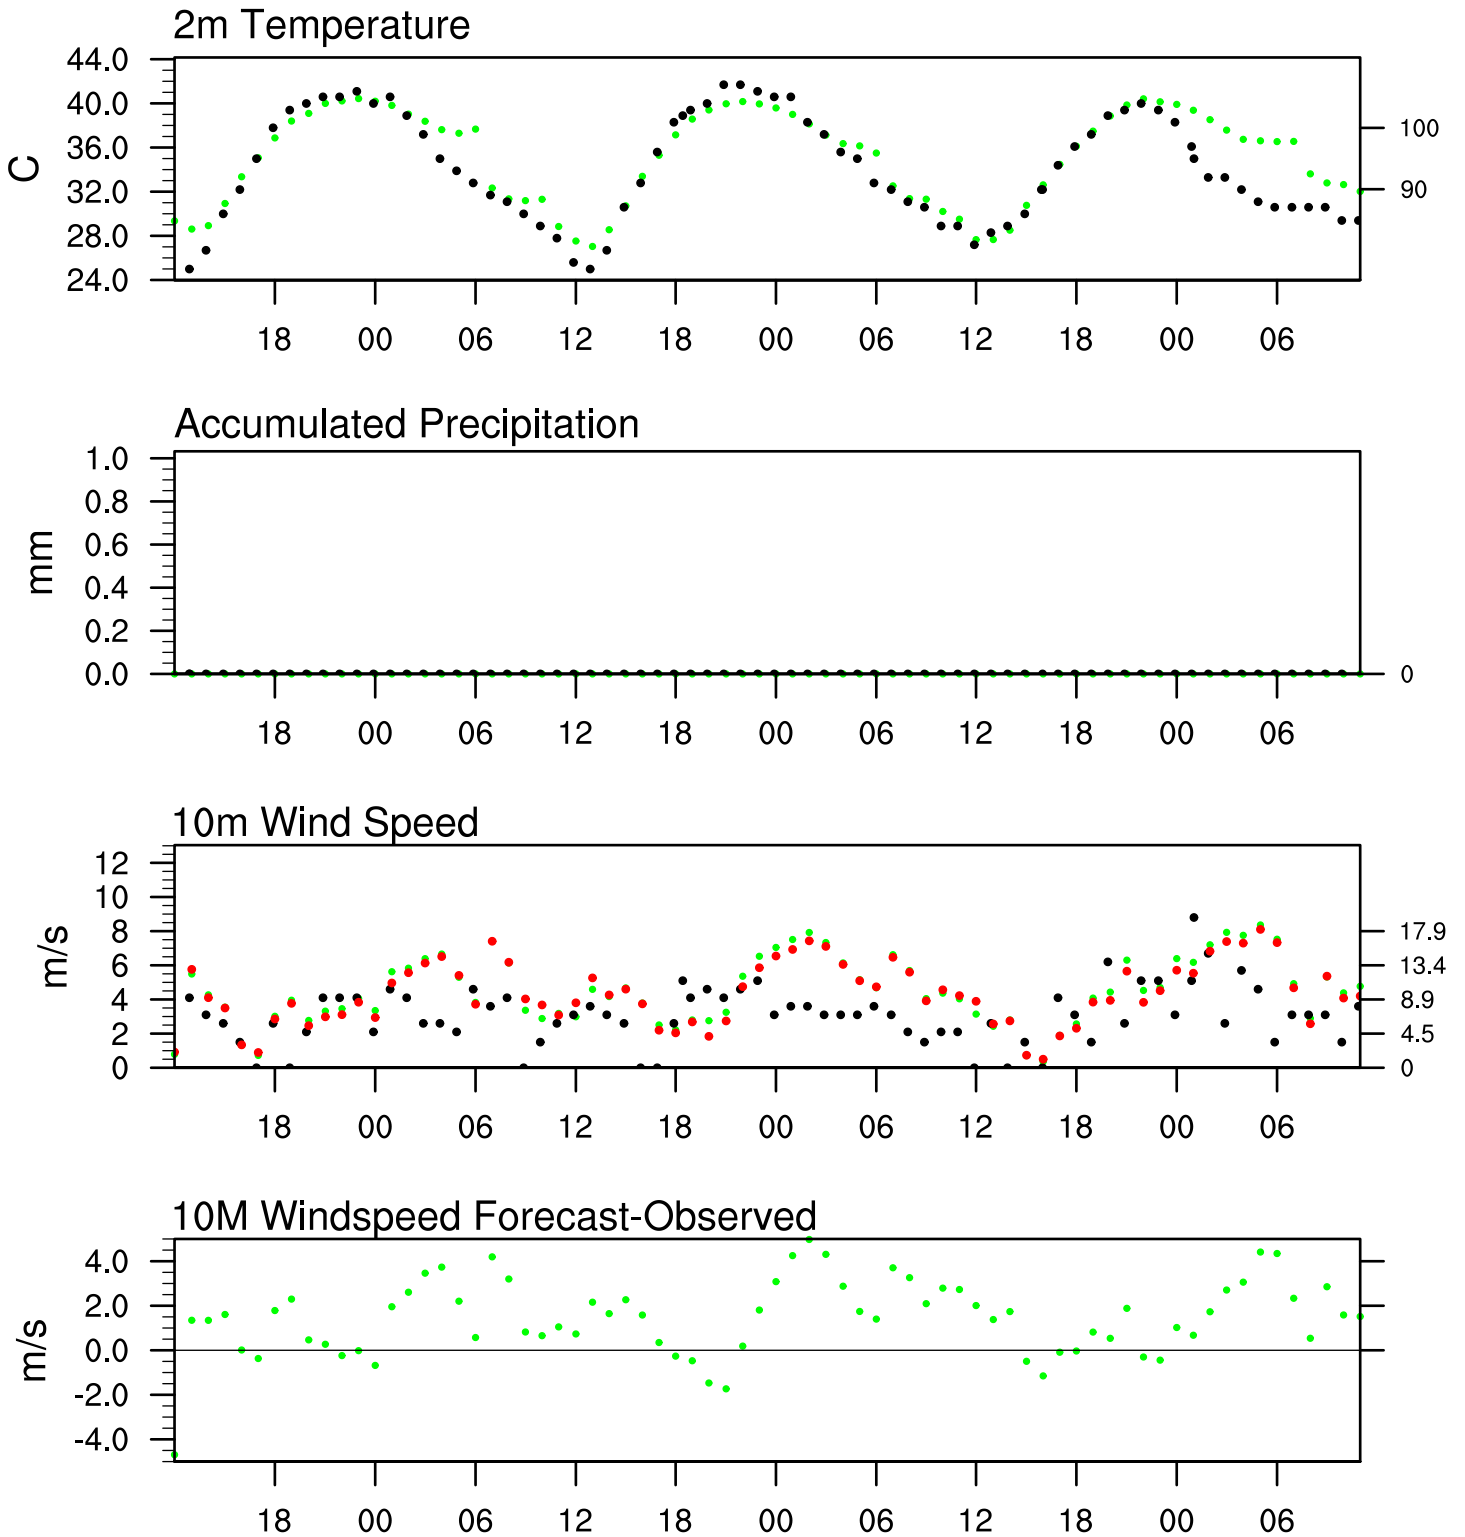 2m Temperature
44.0
40.0
36.0
32.0
28.0
24.0
C
100
90
18 00 06 12 18 00 06 12 18 00 06
Accumulated Precipitation
1.0
0.8
0.6
0.4
0.2
0.0
mm
0
18 00 06 12 18 00 06 12 18 00 06
10m Wind Speed
12
10
8
6
4
2
0
m/s
17.9
13.4
8.9
4.5
0
18 00 06 12 18 00 06 12 18 00 06
10M Windspeed Forecast-Observed
4.0
2.0
0.0
-2.0
-4.0
m/s
18 00 06 12 18 00 06 12 18 00 06